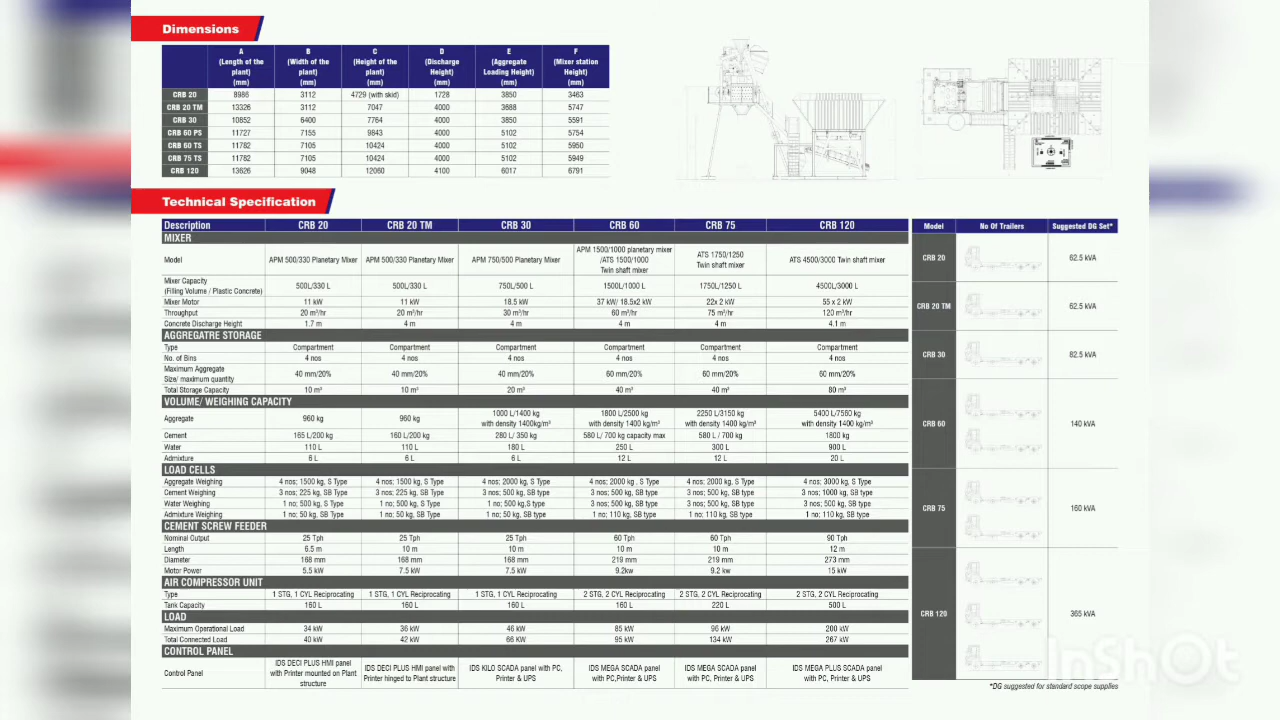 Dimensions
A B C D E F
(Length of the (Width of the (Height of the (Discharge (Aggregate (Mixer station
plant) plant) plant) Height) Loading Height) Height)
(mm) (mm) (mm) (mm) (mm) (mm)
CRB 20 8986 3112 4729 (with skid) 1728 3850 3463
CRB 20 TM 13326 3112 7047 4000 3688 5747
CRB 30 10852 6400 7764 4000 3850 5591
CRB 60 PS 11727 7155 9843 4000 5102 5754
CRB 60 TS 11782 7105 10424 4000 5102 5950
CRB 75 TS 11782 7105 10424 4000 5102 5949
CRB 120 13626 9048 12060 4100 6017 6791
Technical Specification
Description CRB 20 CRB 20 TM CRB 30 CRB 60 CRB 75 CRB 120
MIXER
Model APM 500/330 Planetary Mixer APM 500/330 Planetary Mixer APM 750/500 Planetary Mixer APM 1500/1000 planetary mixer /ATS 1500/1000 Twin shaft mixer ATS 1750/1250 Twin shaft mixer ATS 4500/3000 Twin shaft mixer
Mixer Capacity
(Filling Volume / Plastic Concrete) 500L/330 L 500L/330 L 750L/500 L 1500L/1000 L 1750L/1250 L 4500L/3000 L
Mixer Motor 11 kW 11 kW 18.5 kW 37 kW/ 18.5x2 kW 22x 2 kW 55 x 2 kW
Throughput 20 m³/hr 20 m³/hr 30 m³/hr 60 m³/hr 75 m³/hr 120 m³/hr
Concrete Discharge Height 1.7 m 4 m 4 m 4 m 4 m 4.1 m
AGGREGATRE STORAGE
Type Compartment Compartment Compartment Compartment Compartment Compartment
No. of Bins 4 nos 4 nos 4 nos 4 nos 4 nos 4 nos
Maximum Aggregate
Size/ maximum quantity 40 mm/20% 40 mm/20% 40 mm/20% 60 mm/20% 60 mm/20% 60 mm/20%
Total Storage Capacity 10 m³ 10 m³ 20 m³ 40 m³ 40 m³ 80 m³
VOLUME/ WEIGHING CAPACITY
Aggregate 960 kg 960 kg 1000 L/1400 kg with density 1400kg/m³ 1800 L/2500 kg with density 1400 kg/m³ 2250 L/3150 kg with density 1400 kg/m³ 5400 L/7560 kg with density 1400 kg/m³
Cement 165 L/200 kg 160 L/200 kg 280 L/ 350 kg 580 L/ 700 kg capacity max 580 L / 700 kg 1800 kg
Water 110 L 110 L 180 L 250 L 300 L 900 L
Admixture 6 L 6 L 6 L 12 L 12 L 20 L
LOAD CELLS
Aggregate Weighing 4 nos; 1500 kg, S Type 4 nos; 1500 kg, S Type 4 nos; 2000 kg, S Type 4 nos; 2000 kg . S Type 4 nos; 2000 kg, S Type 4 nos; 3000 kg, S Type
Cement Weighing 3 nos; 225 kg, SB Type 3 nos; 225 kg, SB Type 3 nos; 500 kg, SB type 3 nos; 500 kg, SB type 3 nos; 500 kg, SB type 3 nos; 1000 kg, SB type
Water Weighing 1 no; 500 kg, S Type 1 no; 500 kg, S Type 1 no; 500 kg,S Type 3 nos; 500 kg, SB type 3 nos; 500 kg, SB type 3 nos; 500 kg, SB type
Admixture Weighing 1 no; 50 kg, SB Type 1 no; 50 kg, SB Type 1 no; 50 kg, SB type 1 no; 110 kg, SB type 1 no; 110 kg, SB type 1 no; 110 kg, SB type
CEMENT SCREW FEEDER
Nominal Output 25 Tph 25 Tph 25 Tph 60 Tph 60 Tph 90 Tph
Length 6.5 m 10 m 10 m 10 m 10 m 12 m
Diameter 168 mm 168 mm 168 mm 219 mm 219 mm 273 mm
Motor Power 5.5 kW 7.5 kW 7.5 kW 9.2kw 9.2 kw 15 kW
AIR COMPRESSOR UNIT
Type 1 STG, 1 CYL Reciprocating 1 STG, 1 CYL Reciprocating 1 STG, 1 CYL Reciprocating 2 STG, 2 CYL Reciprocating 2 STG, 2 CYL Reciprocating 2 STG, 2 CYL Reciprocating
Tank Capacity 160 L 160 L 160 L 160 L 220 L 500 L
LOAD
Maximum Operational Load 34 kW 36 kW 46 kW 85 kW 96 kW 200 kW
Total Connected Load 40 kW 42 kW 66 KW 95 kW 134 kW 267 kW
CONTROL PANEL
Control Panel IDS DECI PLUS HMI panel with Printer mounted on Plant structure IDS DECI PLUS HMI panel with Printer hinged to Plant structure IDS KILO SCADA panel with PC, Printer & UPS IDS MEGA SCADA panel with PC,Printer & UPS IDS MEGA SCADA panel with PC, Printer & UPS IDS MEGA PLUS SCADA panel with PC, Printer & UPS
Model No Of Trailers Suggested DG Set*
CRB 20 62.5 kVA
CRB 20 TM 62.5 kVA
CRB 30 82.5 kVA
CRB 60 140 kVA
CRB 75 160 kVA
CRB 120 365 kVA
*DG suggested for standard scope supplies
InShOt